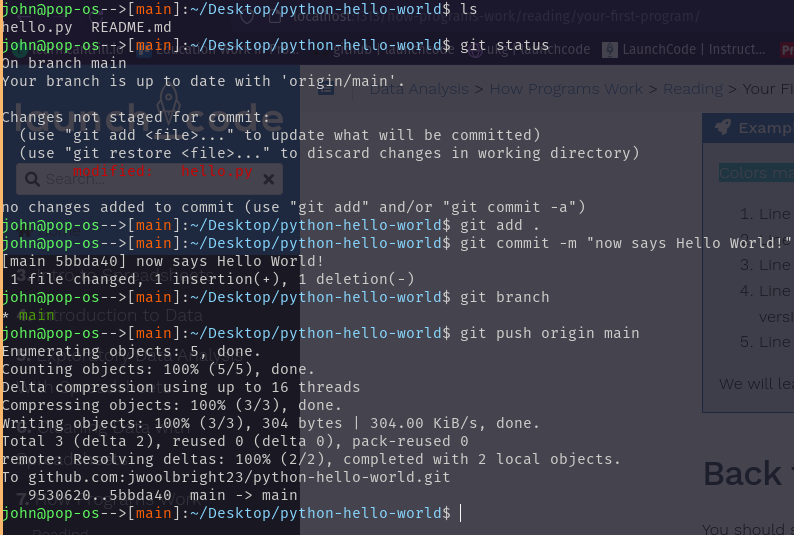 john@pop-os-->[main]:~/Desktop/python-hello-world$ ls
hello.py  README.md
john@pop-os-->[main]:~/Desktop/python-hello-world$ git status
On branch main
Your branch is up to date with 'origin/main'.
Changes not staged for commit:
  (use "git add <file>..." to update what will be committed)
  (use "git restore <file>..." to discard changes in working directory)
        modified:   hello.py
no changes added to commit (use "git add" and/or "git commit -a")
john@pop-os-->[main]:~/Desktop/python-hello-world$ git add .
john@pop-os-->[main]:~/Desktop/python-hello-world$ git commit -m "now says Hello World!"
[main 5bbda40] now says Hello World!
 1 file changed, 1 insertion(+), 1 deletion(-)
john@pop-os-->[main]:~/Desktop/python-hello-world$ git branch
* main
john@pop-os-->[main]:~/Desktop/python-hello-world$ git push origin main
Enumerating objects: 5, done.
Counting objects: 100% (5/5), done.
Delta compression using up to 16 threads
Compressing objects: 100% (3/3), done.
Writing objects: 100% (3/3), 304 bytes | 304.00 KiB/s, done.
Total 3 (delta 2), reused 0 (delta 0), pack-reused 0
remote: Resolving deltas: 100% (2/2), completed with 2 local objects.
To github.com:jwoolbright23/python-hello-world.git
   9530620..5bbda40  main -> main
john@pop-os-->[main]:~/Desktop/python-hello-world$
LaunchCode | Instruct...
Data Analysis > How Programs Work > Reading > Your Fi
launch code
Search...
Introduction to Data
Examp
Colors ma
1. Line
3. Line
4. Line
versi
5. Line
We will lea
Back
You should s